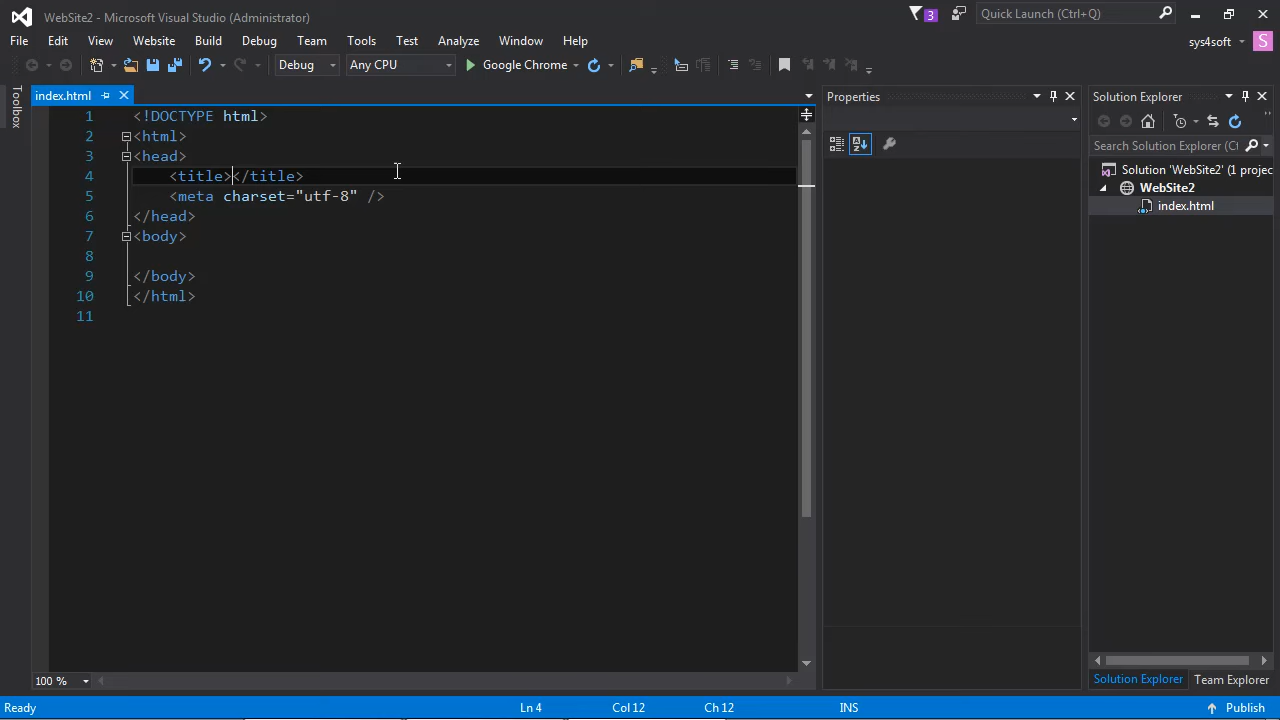 WebSite2 - Microsoft Visual Studio (Administrator)
3
Quick Launch (Ctrl+Q)
File Edit View Website Build Debug Team Tools Test Analyze Window Help
sys4soft
S
Debug
Any CPU
Google Chrome
Toolbox
index.html
1 <!DOCTYPE html>
2 <html>
3 <head>
4 <title></title>
5 <meta charset="utf-8" />
6 </head>
7 <body>
8
9 </body>
10 </html>
11
100 %
Properties
Solution Explorer
Search Solution Explorer (Ct
Solution 'WebSite2' (1 projec
WebSite2
index.html
Solution Explorer Team Explorer
Ready
Ln 4
Col 12
Ch 12
INS
Publish